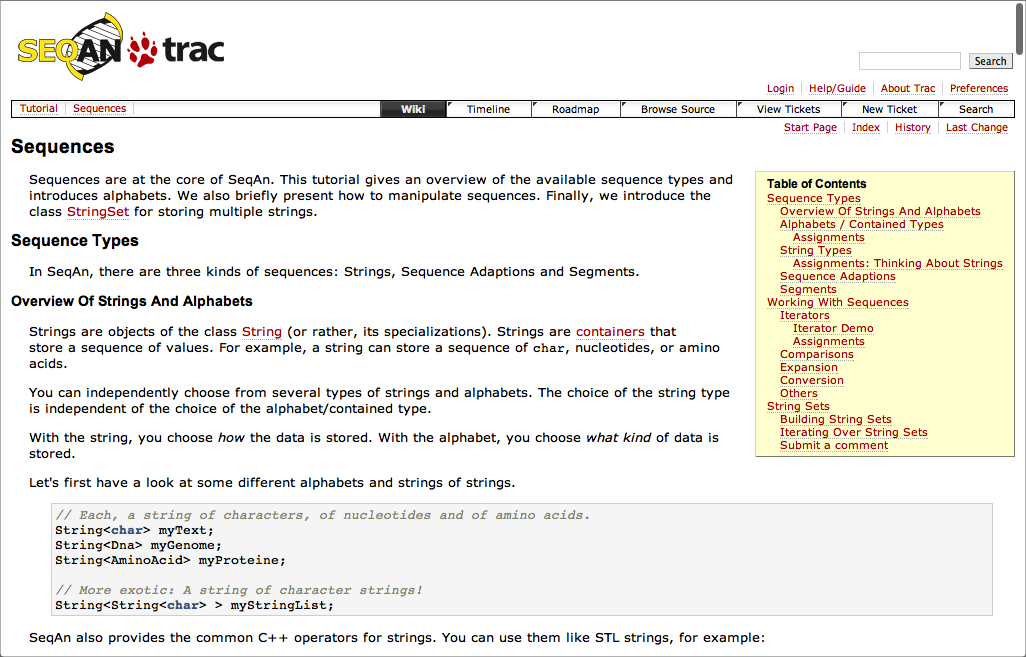 SEQAN trac
Search
Login Help/Guide About Trac Preferences
Tutorial Sequences Wiki Timeline Roadmap Browse Source View Tickets New Ticket Search
Start Page Index History Last Change
Sequences
Sequences are at the core of SeqAn. This tutorial gives an overview of the available sequence types and
introduces alphabets. We also briefly present how to manipulate sequences. Finally, we introduce the
class StringSet for storing multiple strings.
Sequence Types
In SeqAn, there are three kinds of sequences: Strings, Sequence Adaptions and Segments.
Overview Of Strings And Alphabets
Strings are objects of the class String (or rather, its specializations). Strings are containers that
store a sequence of values. For example, a string can store a sequence of char, nucleotides, or amino
acids.
You can independently choose from several types of strings and alphabets. The choice of the string type
is independent of the choice of the alphabet/contained type.
With the string, you choose how the data is stored. With the alphabet, you choose what kind of data is
stored.
Let's first have a look at some different alphabets and strings of strings.
Table of Contents
Sequence Types
Overview Of Strings And Alphabets
Alphabets / Contained Types
Assignments
String Types
Assignments: Thinking About Strings
Sequence Adaptions
Segments
Working With Sequences
Iterators
Iterator Demo
Assignments
Comparisons
Expansion
Conversion
Others
String Sets
Building String Sets
Iterating Over String Sets
Submit a comment
// Each, a string of characters, of nucleotides and of amino acids.
String<char> myText;
String<Dna> myGenome;
String<AminoAcid> myProteine;
// More exotic: A string of character strings!
String<String<char> > myStringList;
SeqAn also provides the common C++ operators for strings. You can use them like STL strings, for example: